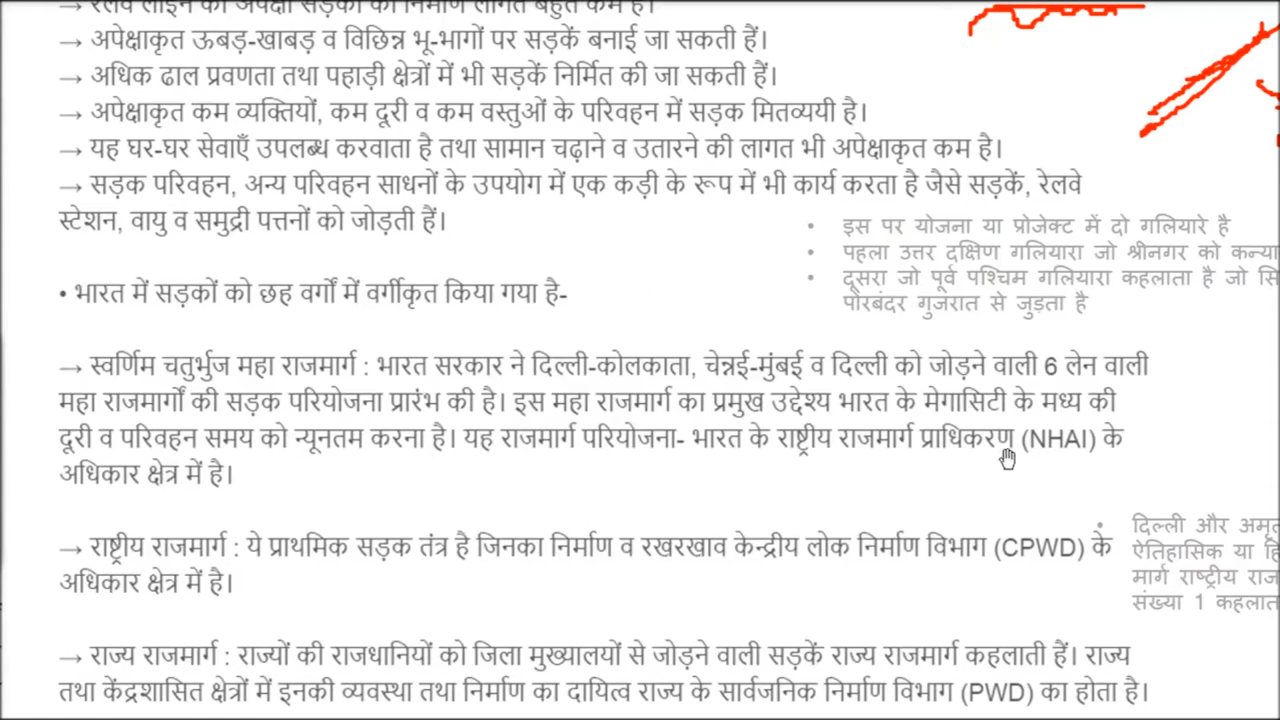 → रेलवे लाइन की अपेक्षा सड़कों की निर्माण लागत बहुत कम है।
→ अपेक्षाकृत ऊबड़-खाबड़ व विछिन्न भू-भागों पर सड़कें बनाई जा सकती हैं।
→ अधिक ढाल प्रवणता तथा पहाड़ी क्षेत्रों में भी सड़कें निर्मित की जा सकती हैं।
→ अपेक्षाकृत कम व्यक्तियों, कम दूरी व कम वस्तुओं के परिवहन में सड़क मितव्ययी है।
→ यह घर-घर सेवाएँ उपलब्ध करवाता है तथा सामान चढ़ाने व उतारने की लागत भी अपेक्षाकृत कम है।
→ सड़क परिवहन, अन्य परिवहन साधनों के उपयोग में एक कड़ी के रूप में भी कार्य करता है जैसे सड़कें, रेलवे
स्टेशन, वायु व समुद्री पत्तनों को जोड़ती हैं।
• इस पर योजना या प्रोजेक्ट में दो गलियारे है
• पहला उत्तर दक्षिण गलियारा जो श्रीनगर को कन्या
• दूसरा जो पूर्व पश्चिम गलियारा कहलाता है जो सि
पोरबंदर गुजरात से जुड़ता है
• भारत में सड़कों को छह वर्गों में वर्गीकृत किया गया है-
→ स्वर्णिम चतुर्भुज महा राजमार्ग : भारत सरकार ने दिल्ली-कोलकाता, चेन्नई-मुंबई व दिल्ली को जोड़ने वाली 6 लेन वाली
महा राजमार्गों की सड़क परियोजना प्रारंभ की है। इस महा राजमार्ग का प्रमुख उद्देश्य भारत के मेगासिटी के मध्य की
दूरी व परिवहन समय को न्यूनतम करना है। यह राजमार्ग परियोजना- भारत के राष्ट्रीय राजमार्ग प्राधिकरण (NHAI) के
अधिकार क्षेत्र में है।
→ राष्ट्रीय राजमार्ग : ये प्राथमिक सड़क तंत्र है जिनका निर्माण व रखरखाव केन्द्रीय लोक निर्माण विभाग (CPWD) के
अधिकार क्षेत्र में है।
• दिल्ली और अमृ
ऐतिहासिक या
मार्ग राष्ट्रीय राज
संख्या 1 कहलात
→ राज्य राजमार्ग : राज्यों की राजधानियों को जिला मुख्यालयों से जोड़ने वाली सड़कें राज्य राजमार्ग कहलाती हैं। राज्य
तथा केंद्रशासित क्षेत्रों में इनकी व्यवस्था तथा निर्माण का दायित्व राज्य के सार्वजनिक निर्माण विभाग (PWD) का होता है।